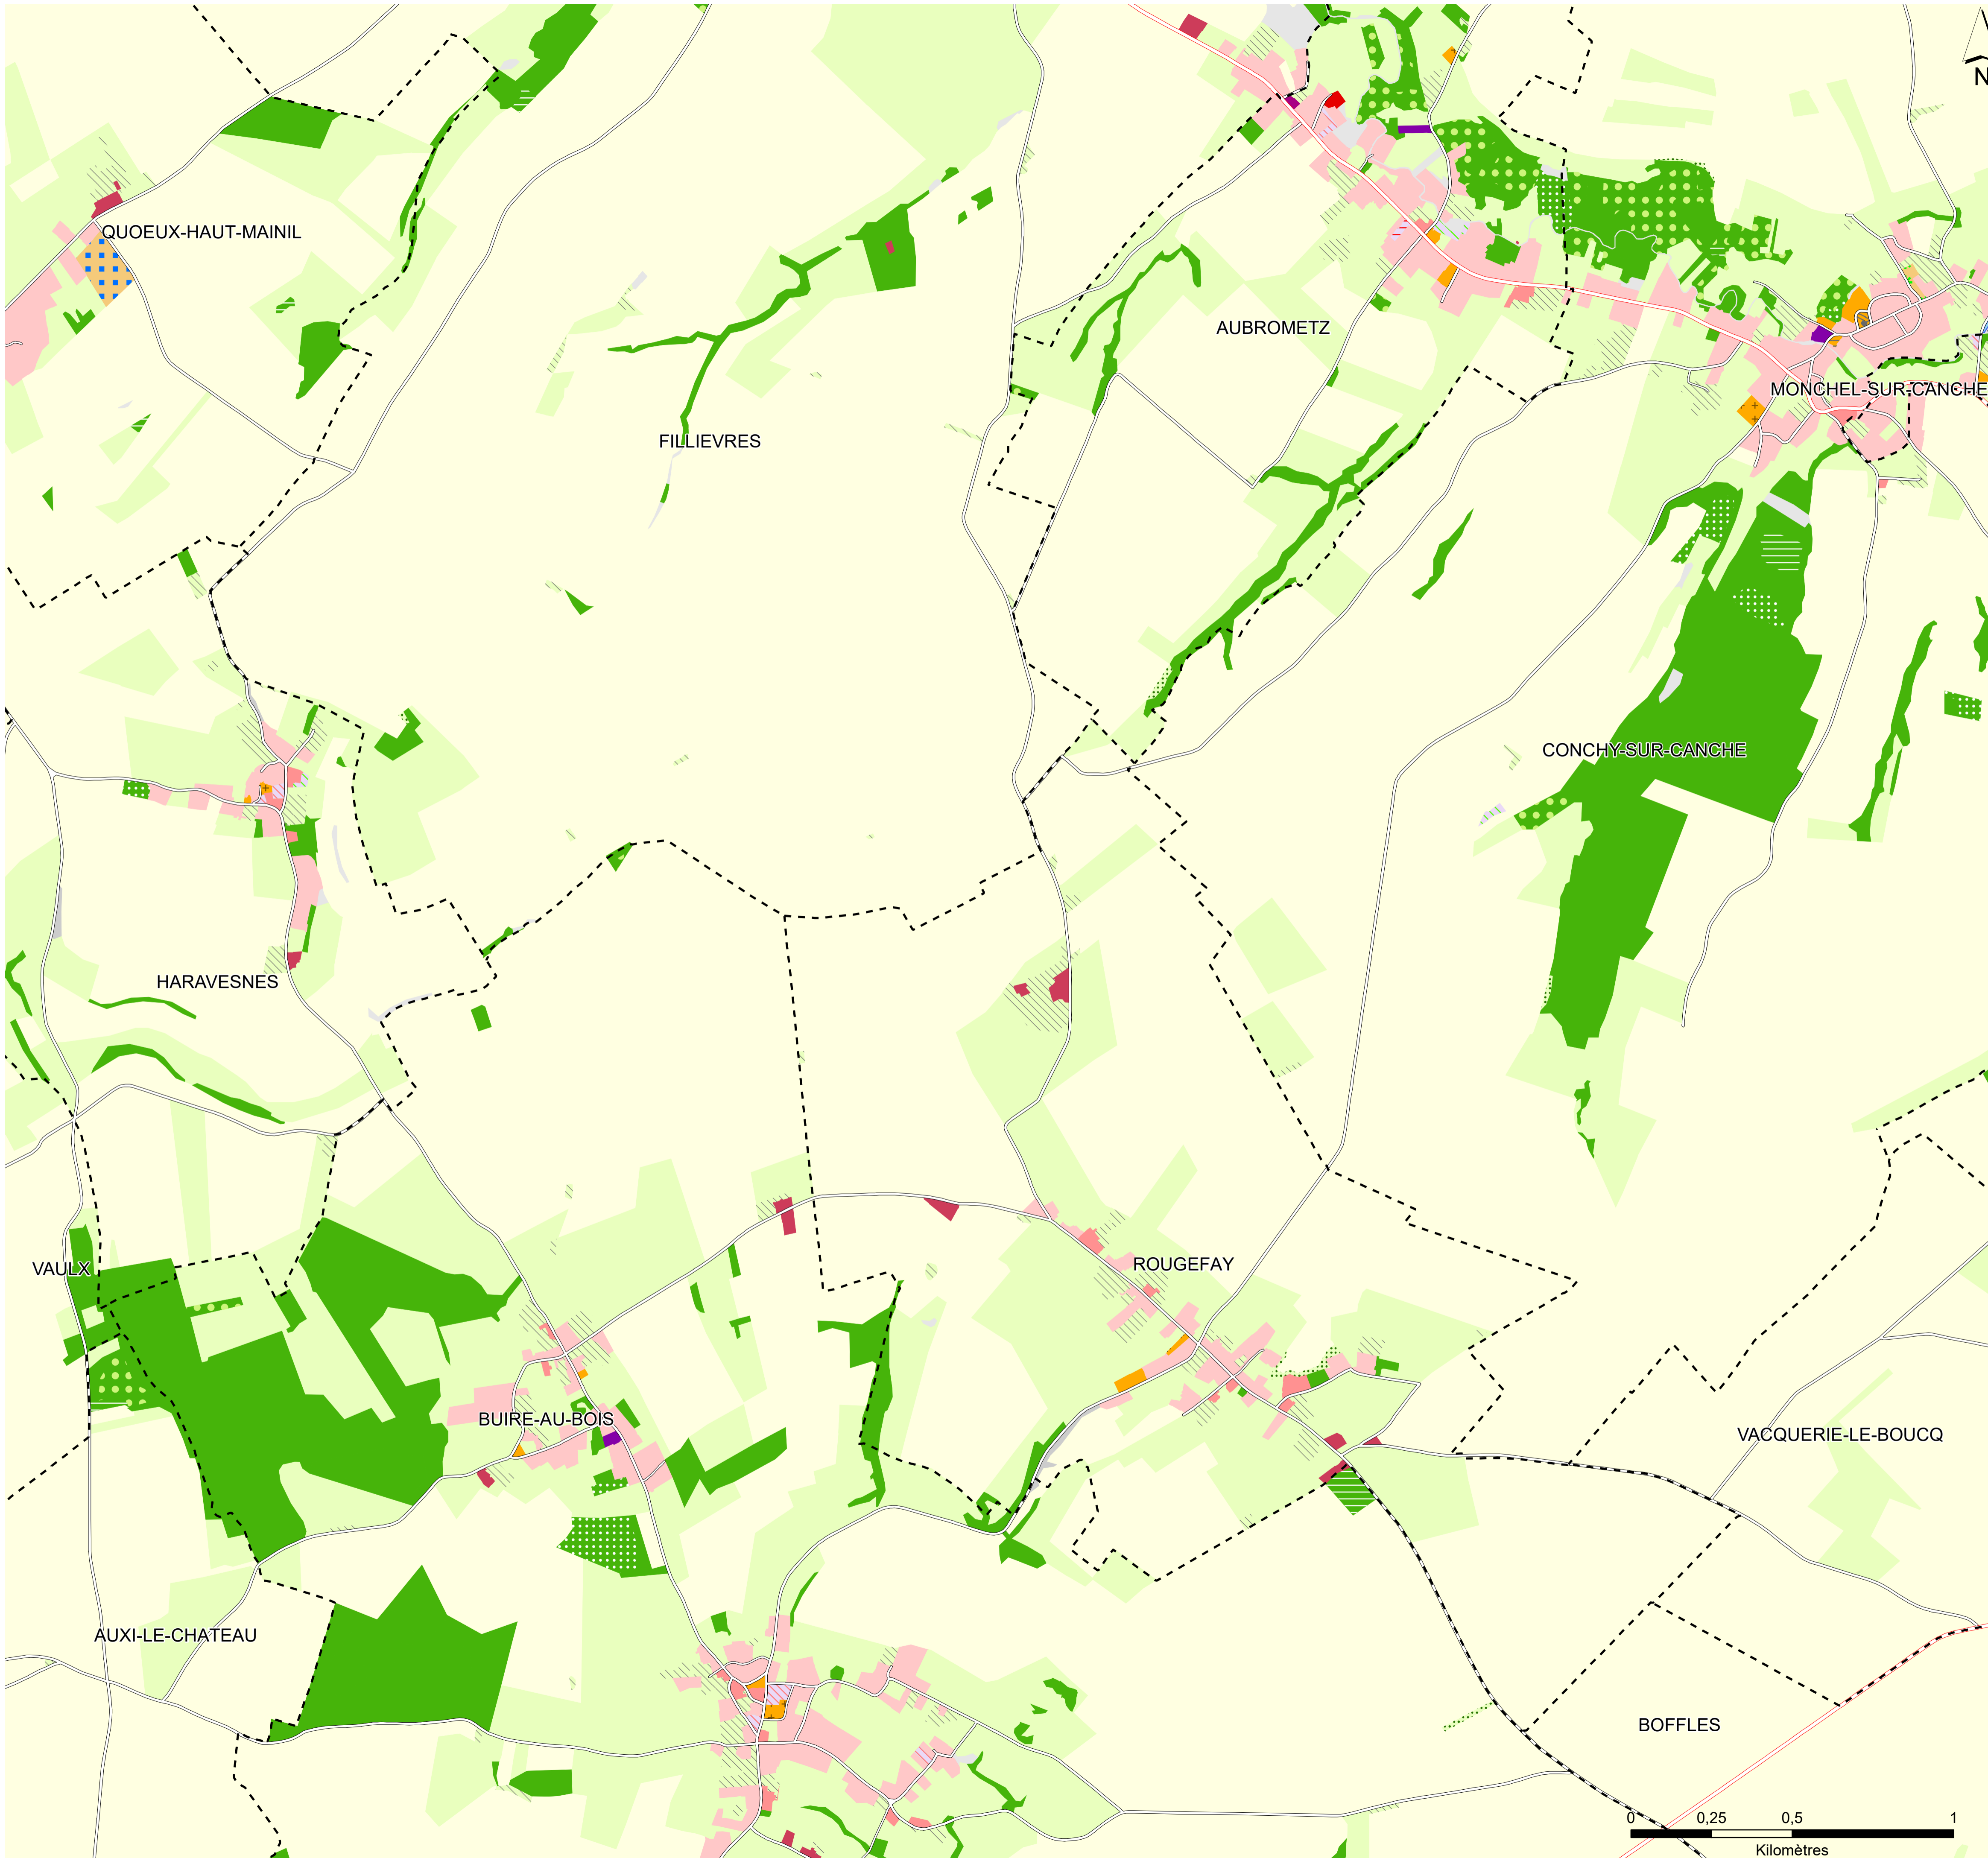 N
QUOEUX-HAUT-MAINIL
AUBROMETZ
MONCHEL-SUR-CANCHE
FILLIEVRES
CONCHY-SUR-CANCHE
HARAVESNES
ROUGEFAY
VAULX
BUIRE-AU-BOIS
VACQUERIE-LE-BOUCQ
AUXI-LE-CHATEAU
BOFFLES
0 0,25 0,5 1
Kilomètres